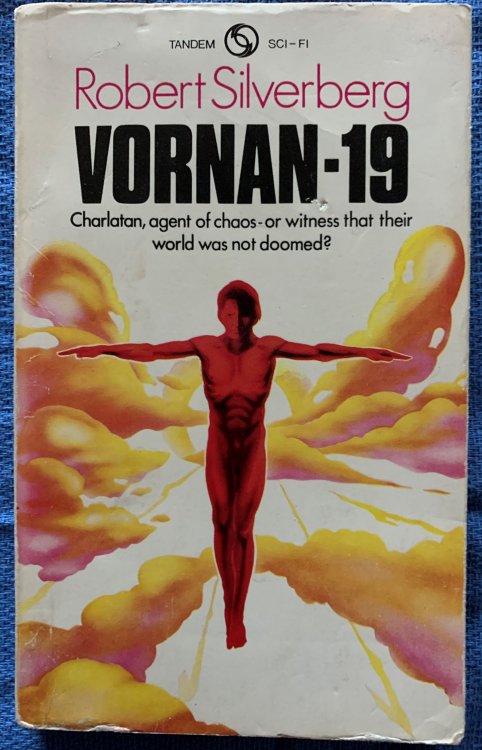 TANDEM SCI-FI
Robert Silverberg
VORNAN-19
Charlatan, agent of chaos-or witness that their
world was not doomed?